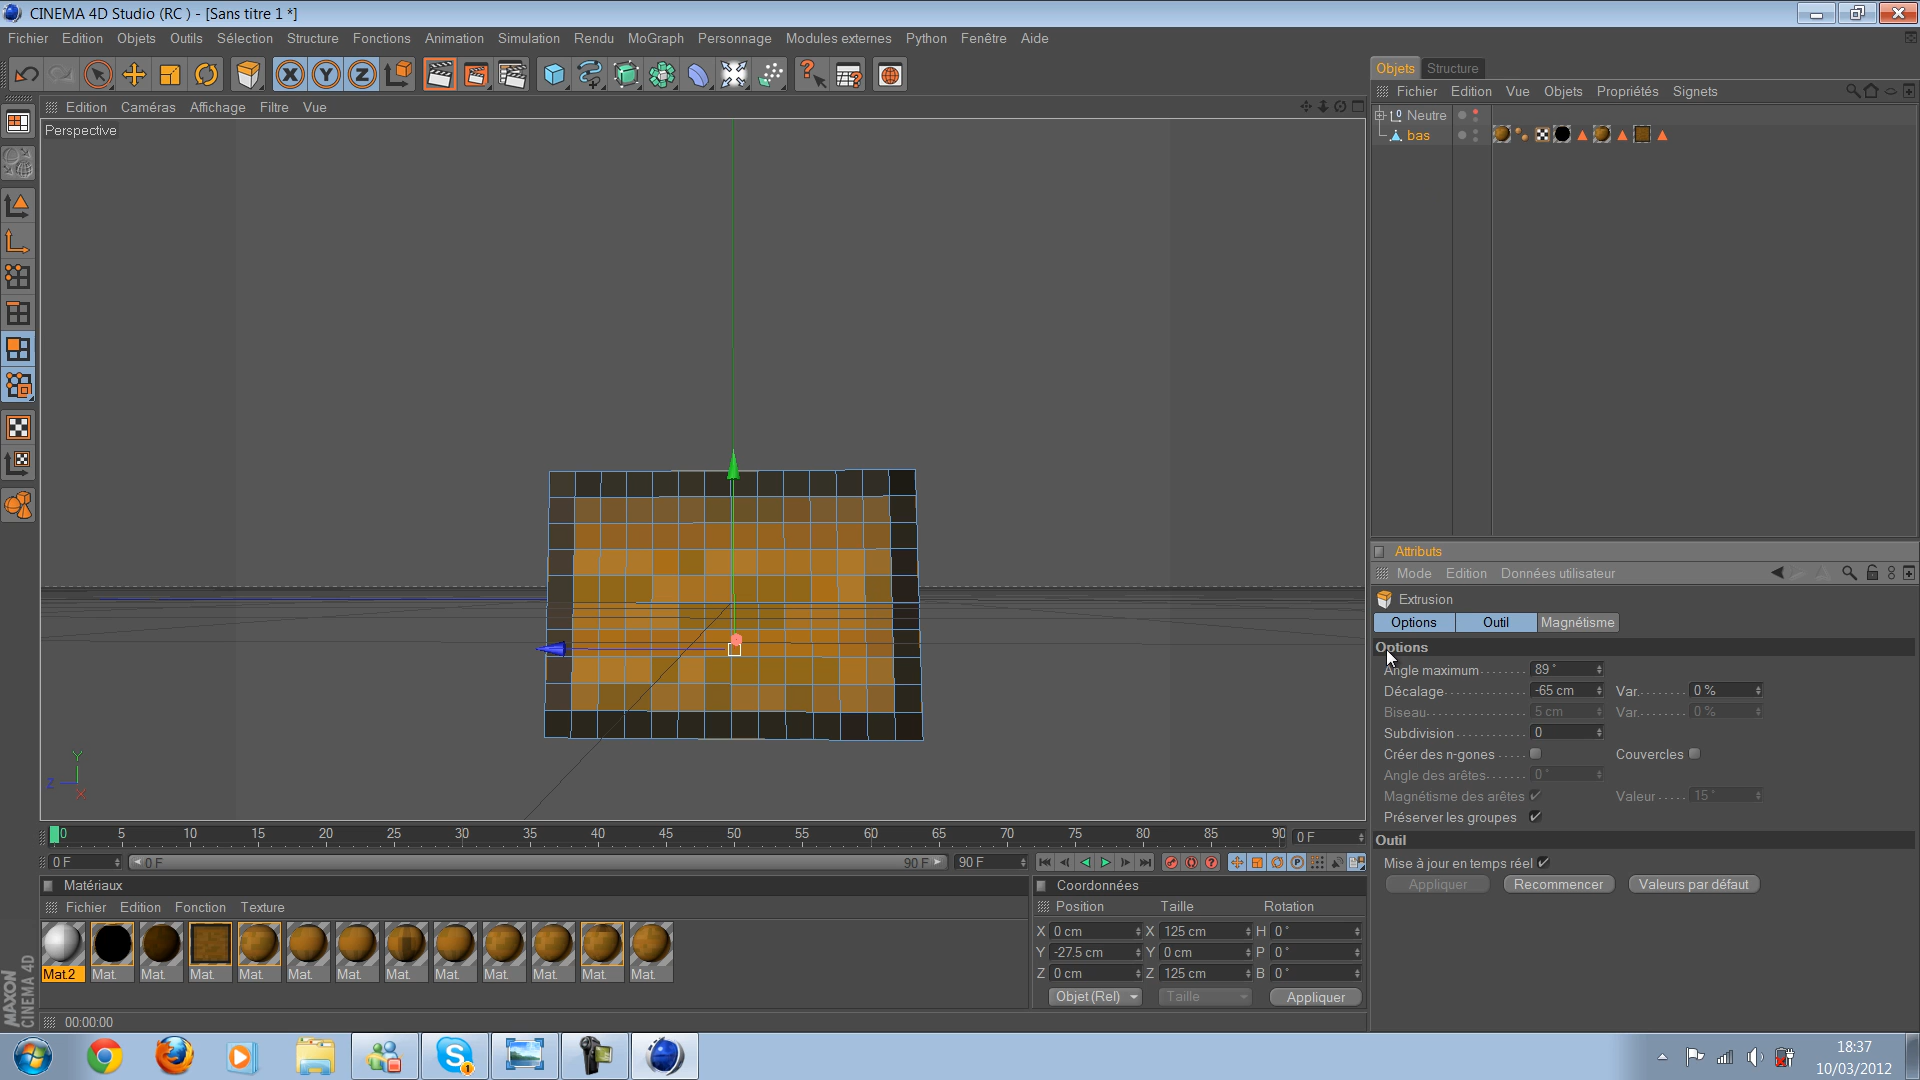 CINEMA 4D Studio (RC ) - [Sans titre 1 *]
Fichier Edition Objets Outils Sélection Structure Fonctions Animation Simulation Rendu MoGraph Personnage Modules externes Python Fenêtre Aide
Edition Caméras Affichage Filtre Vue
Perspective
Y
Z
X
0 5 10 15 20 25 30 35 40 45 50 55 60 65 70 75 80 85 90
0 F
0 F 0 F 90 F 90 F
Matériaux
Fichier Edition Fonction Texture
Mat.2 Mat. Mat. Mat. Mat. Mat. Mat. Mat. Mat. Mat. Mat. Mat. Mat.
MAXON
CINEMA 4D
00:00:00
Coordonnées
Position Taille Rotation
X 0 cm X 125 cm H 0 °
Y -27.5 cm Y 0 cm P 0 °
Z 0 cm Z 125 cm B 0 °
Objet (Rel) Taille Appliquer
Objets Structure
Fichier Edition Vue Objets Propriétés Signets
Neutre
bas
Attributs
Mode Edition Données utilisateur
Extrusion
Options Outil Magnétisme
Options
Angle maximum 89 °
Décalage -65 cm Var. 0 %
Biseau 5 cm Var. 0 %
Subdivision 0
Créer des n-gones Couvercles
Angle des arêtes 0 °
Magnétisme des arêtes Valeur 15 °
Préserver les groupes
Outil
Mise à jour en temps réel
Appliquer Recommencer Valeurs par défaut
18:37
10/03/2012